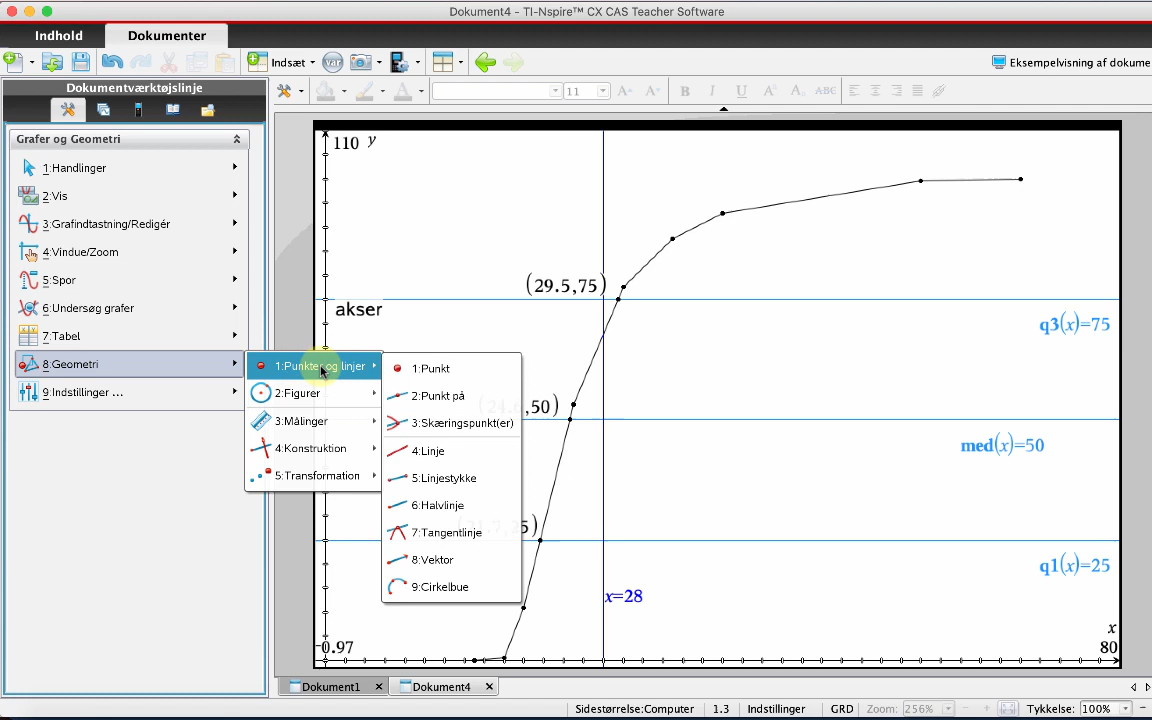 Dokument4 - TI-Nspire™ CX CAS Teacher Software
Indhold
Dokumenter
Indsæt
var
Eksempelvisning af dokume
Dokumentværktøjslinje
11
B I U A A ABC
Grafer og Geometri
1:Handlinger
2:Vis
3:Grafindtastning/Redigér
4:Vindue/Zoom
5:Spor
6:Undersøg grafer
7:Tabel
8:Geometri
9:Indstillinger ...
1:Punkter og linjer
2:Figurer
3:Målinger
4:Konstruktion
5:Transformation
1:Punkt
2:Punkt på
3:Skæringspunkt(er)
4:Linje
5:Linjestykke
6:Halvlinje
7:Tangentlinje
8:Vektor
9:Cirkelbue
110 y
(29.5,75)
akser
q3(x)=75
,50)
med(x)=50
5)
q1(x)=25
x=28
-0.97
x
80
Dokument1
Dokument4
Sidestørrelse:Computer
1.3
Indstillinger
GRD
Zoom: 256%
Tykkelse: 100%